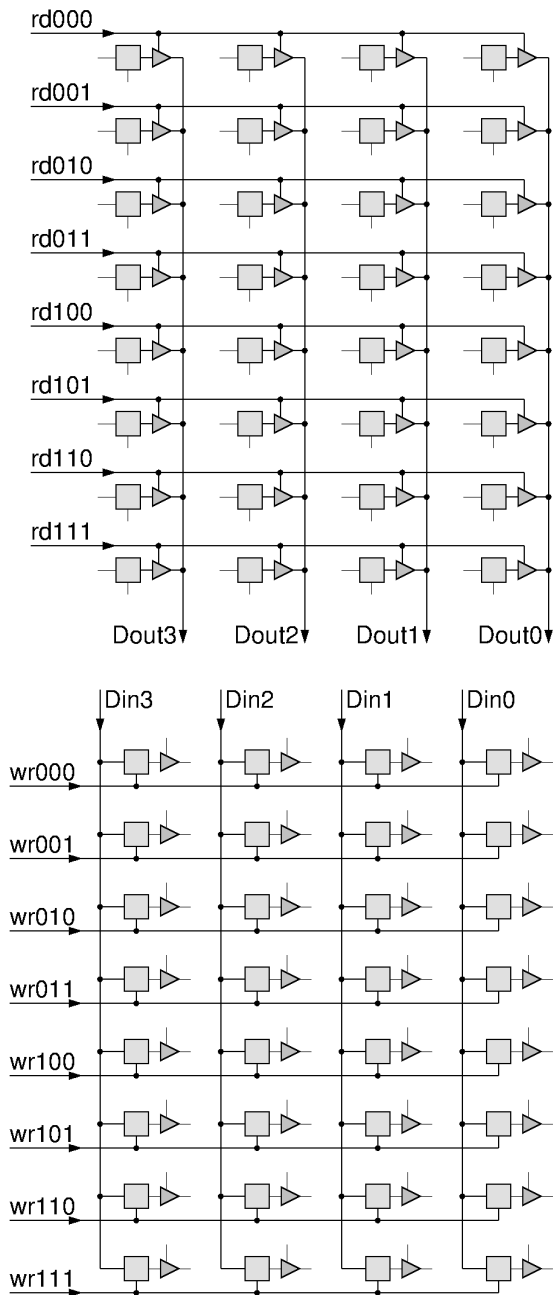 rd000
rd001
rd010
rd011
rd100
rd101
rd110
rd111
Dout3 Dout2 Dout1 Dout0
Din3 Din2 Din1 Din0
wr000
wr001
wr010
wr011
wr100
wr101
wr110
wr111